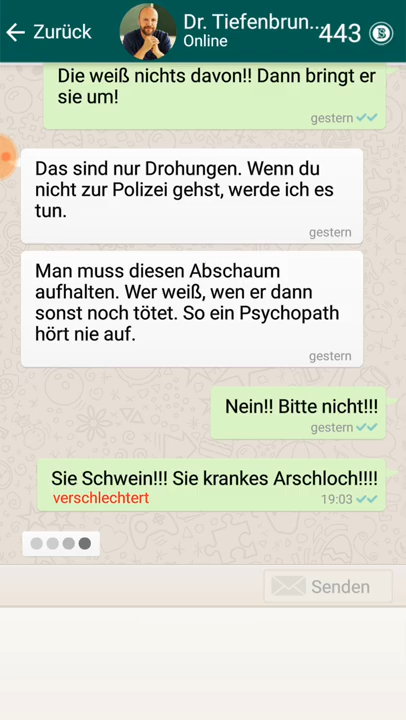 Zurück
Dr. Tiefenbrun... 443
Online
Die weiß nichts davon!! Dann bringt er
sie um!
gestern
Das sind nur Drohungen. Wenn du
nicht zur Polizei gehst, werde ich es
tun.
gestern
Man muss diesen Abschaum
aufhalten. Wer weiß, wen er dann
sonst noch tötet. So ein Psychopath
hört nie auf.
gestern
Nein!! Bitte nicht!!!
gestern
Sie Schwein!!! Sie krankes Arschloch!!!!
verschlechtert 19:03
Senden